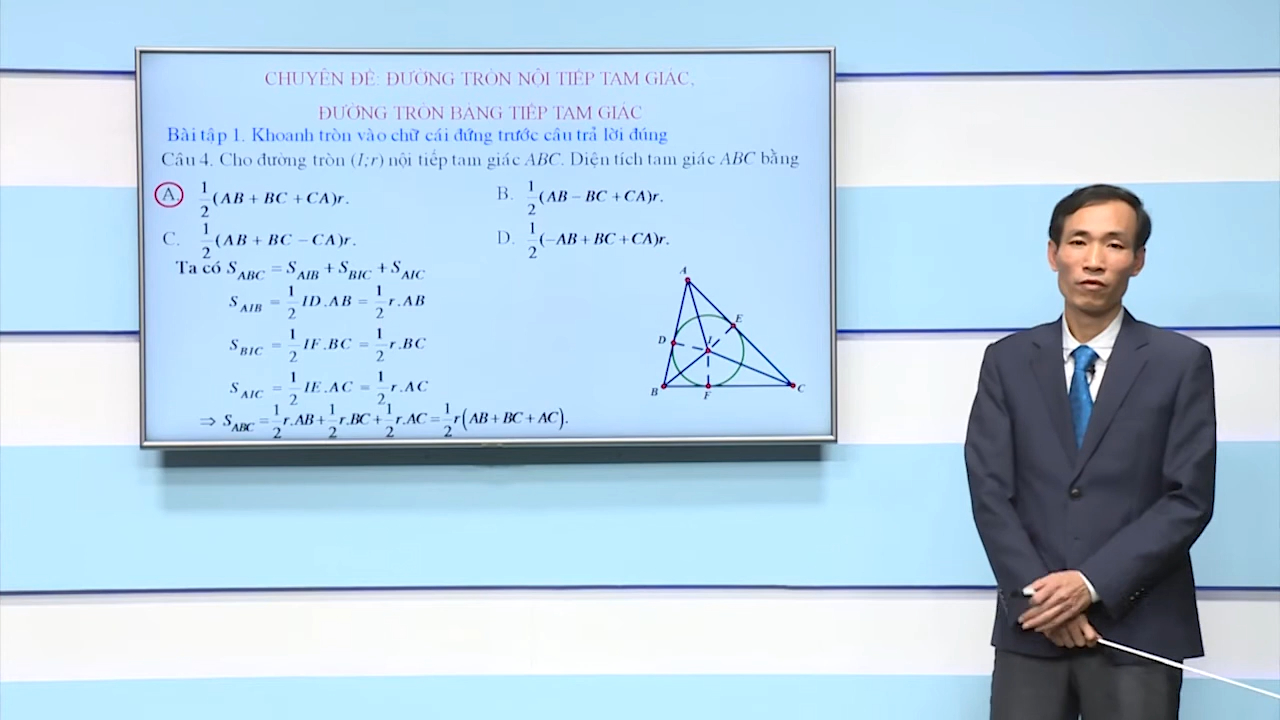 CHUYÊN ĐỀ: ĐƯỜNG TRÒN NỘI TIẾP TAM GIÁC,
ĐƯỜNG TRÒN BÀNG TIẾP TAM GIÁC
Bài tập 1. Khoanh tròn vào chữ cái đứng trước câu trả lời đúng
Câu 4. Cho đường tròn (I;r) nội tiếp tam giác ABC. Diện tích tam giác ABC bằng
A. 1/2(AB + BC + CA)r. B. 1/2(AB − BC + CA)r.
C. 1/2(AB + BC − CA)r. D. 1/2(−AB + BC + CA)r.
Ta có S_ABC = S_AIB + S_BIC + S_AIC
S_AIB = 1/2 ID.AB = 1/2 r.AB
S_BIC = 1/2 IF.BC = 1/2 r.BC
S_AIC = 1/2 IE.AC = 1/2 r.AC
⇒ S_ABC = 1/2 r.AB + 1/2 r.BC + 1/2 r.AC = 1/2 r(AB + BC + AC).
A
E
D
I
B
F
C